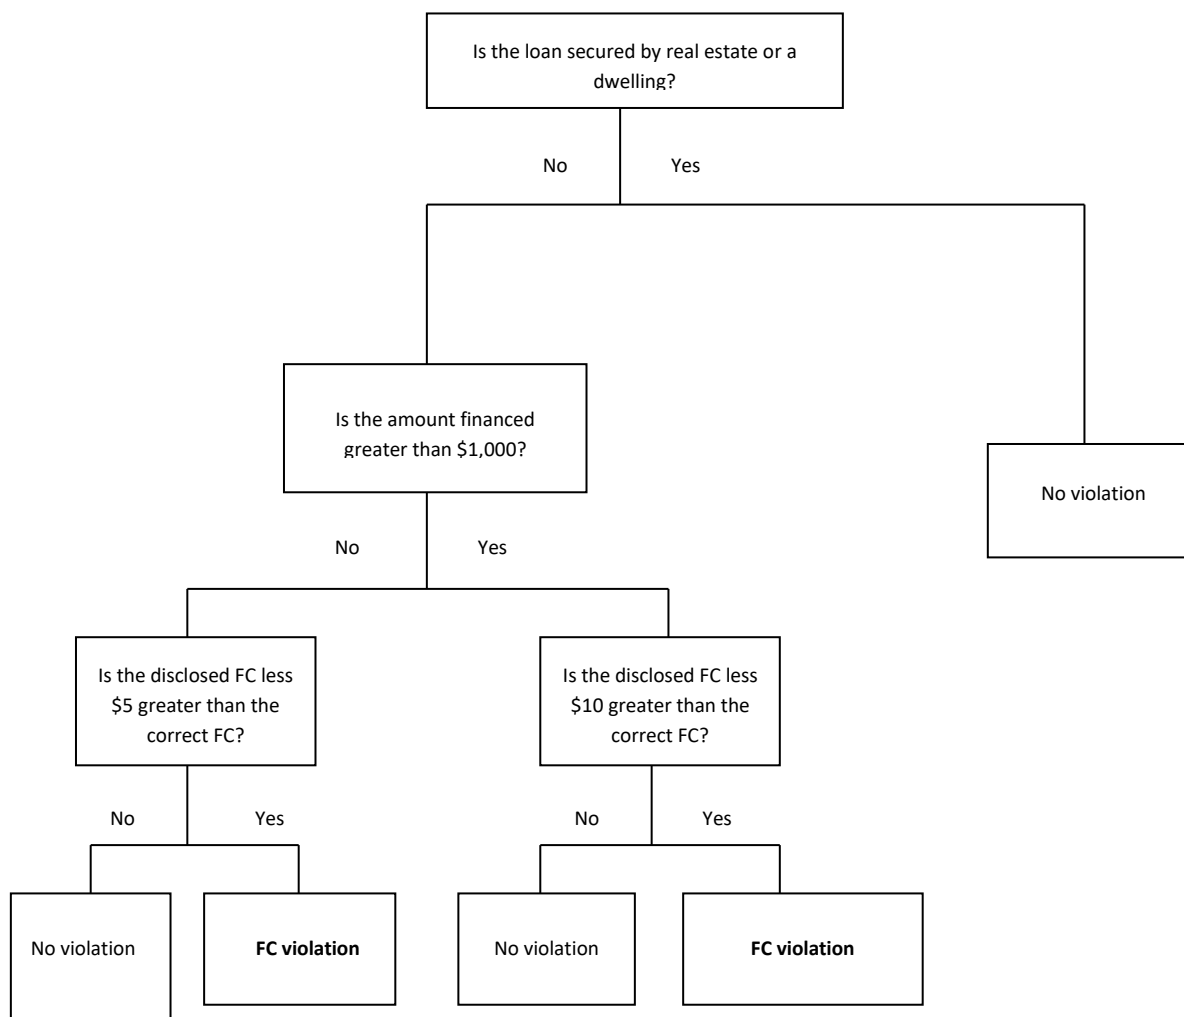 Is the loan secured by real estate or a
dwelling?
No
Yes
Is the amount financed
greater than $1,000?
No violation
No
Yes
Is the disclosed FC less
$5 greater than the
correct FC?
Is the disclosed FC less
$10 greater than the
correct FC?
No
Yes
No
Yes
No violation
FC violation
No violation
FC violation